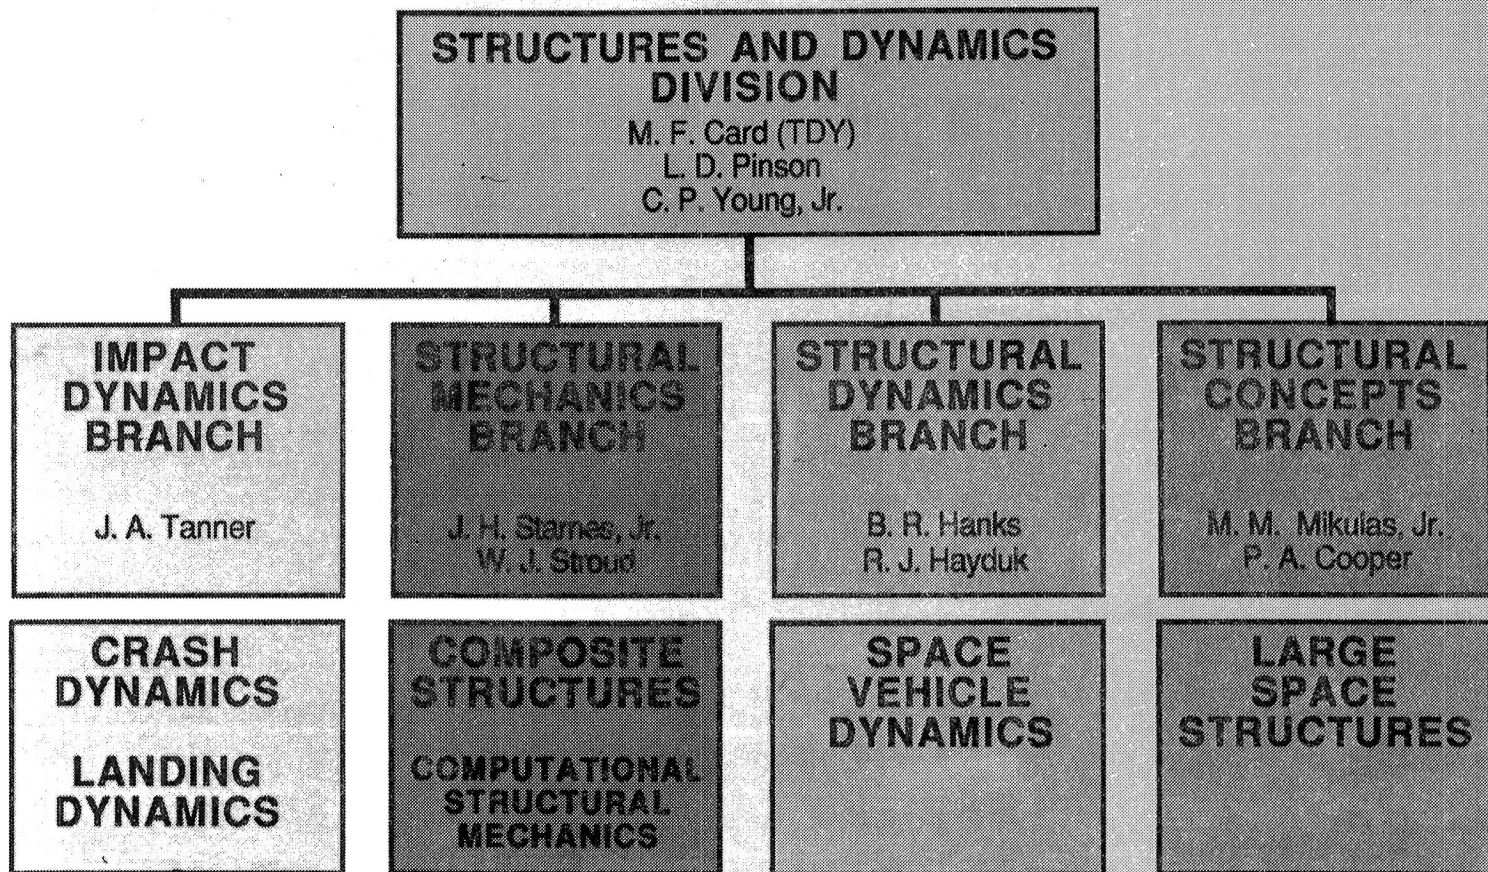 STRUCTURES AND DYNAMICS
DIVISION
M. F. Card (TDY)
L. D. Pinson
C. P. Young, Jr.
IMPACT
DYNAMICS
BRANCH
J. A. Tanner
STRUCTURAL
MECHANICS
BRANCH
J. H. Starnes, Jr.
W. J. Stroud
STRUCTURAL
DYNAMICS
BRANCH
B. R. Hanks
R. J. Hayduk
STRUCTURAL
CONCEPTS
BRANCH
M. M. Mikulas, Jr.
P. A. Cooper
CRASH
DYNAMICS
LANDING
DYNAMICS
COMPOSITE
STRUCTURES
COMPUTATIONAL
STRUCTURAL
MECHANICS
SPACE
VEHICLE
DYNAMICS
LARGE
SPACE
STRUCTURES